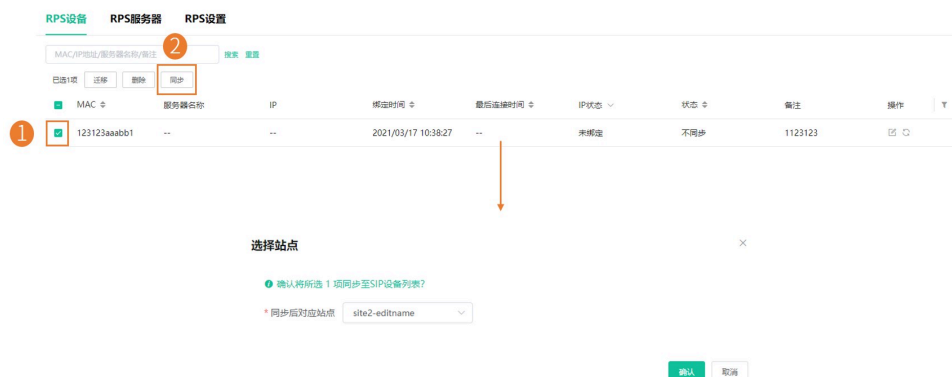 RPS设备 RPS服务器 RPS设置
MAC/IP地址/服务器名称/备注 2 搜索 重置
已选1项 迁移 删除 同步
MAC 服务器名称 IP 绑定时间 最后连接时间 IP状态 状态 备注 操作
1 123123aaabb1 -- -- 2021/03/17 10:38:27 -- 未绑定 不同步 1123123
选择站点
确认将所选 1 项同步至SIP设备列表?
* 同步后对应站点 site2-editname
确认 取消